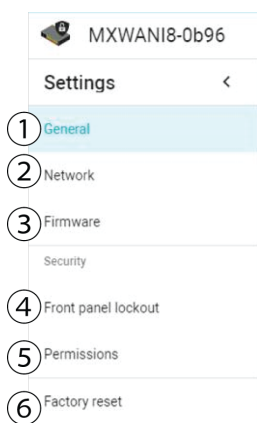 MXWANI8-0b96
Settings <
1 General
2 Network
3 Firmware
Security
4 Front panel lockout
5 Permissions
6 Factory reset